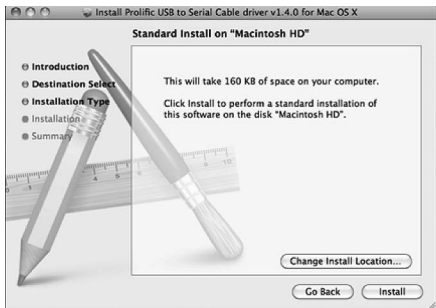 Install Prolific USB to Serial Cable driver v1.4.0 for Mac OS X
Standard Install on "Macintosh HD"
Introduction
Destination Select
Installation Type
Installation
Summary
This will take 160 KB of space on your computer.
Click Install to perform a standard installation of
this software on the disk "Macintosh HD".
Change Install Location...
Go Back
Install